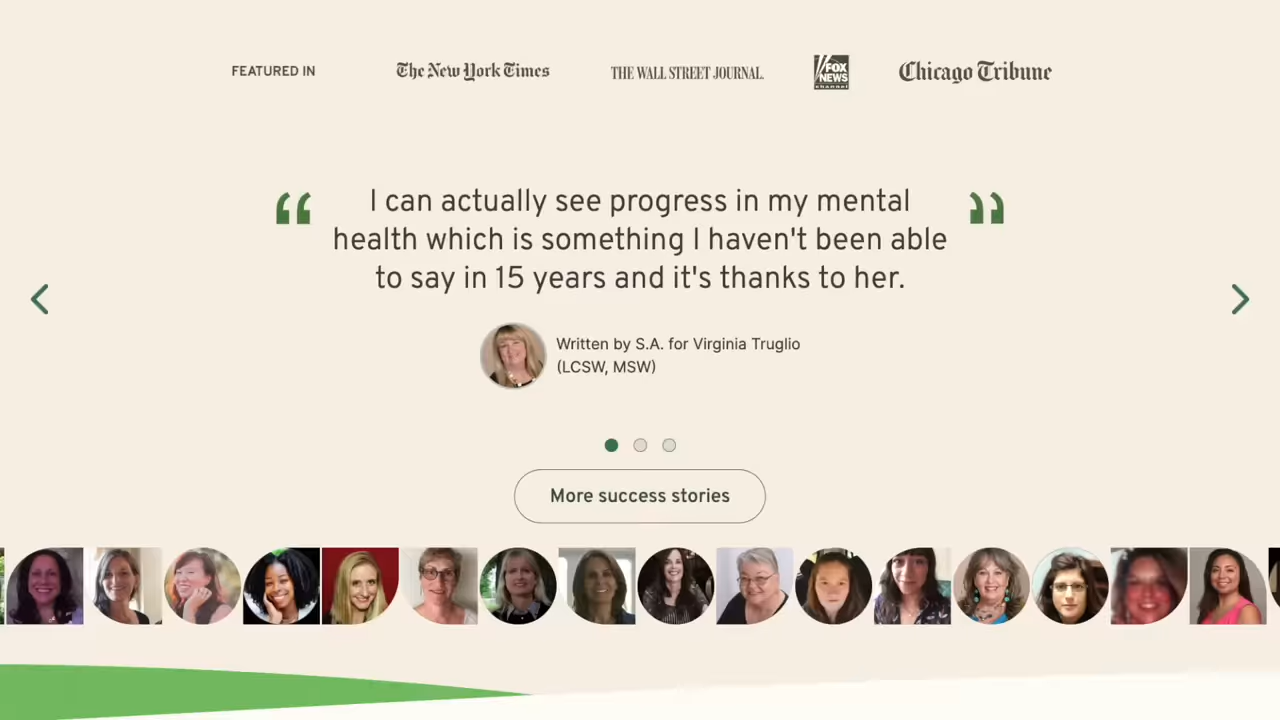 FEATURED IN
The New York Times
THE WALL STREET JOURNAL.
FOX
NEWS
channel
Chicago Tribune
“ I can actually see progress in my mental ”
health which is something I haven't been able
to say in 15 years and it's thanks to her.
Written by S.A. for Virginia Truglio
(LCSW, MSW)
More success stories